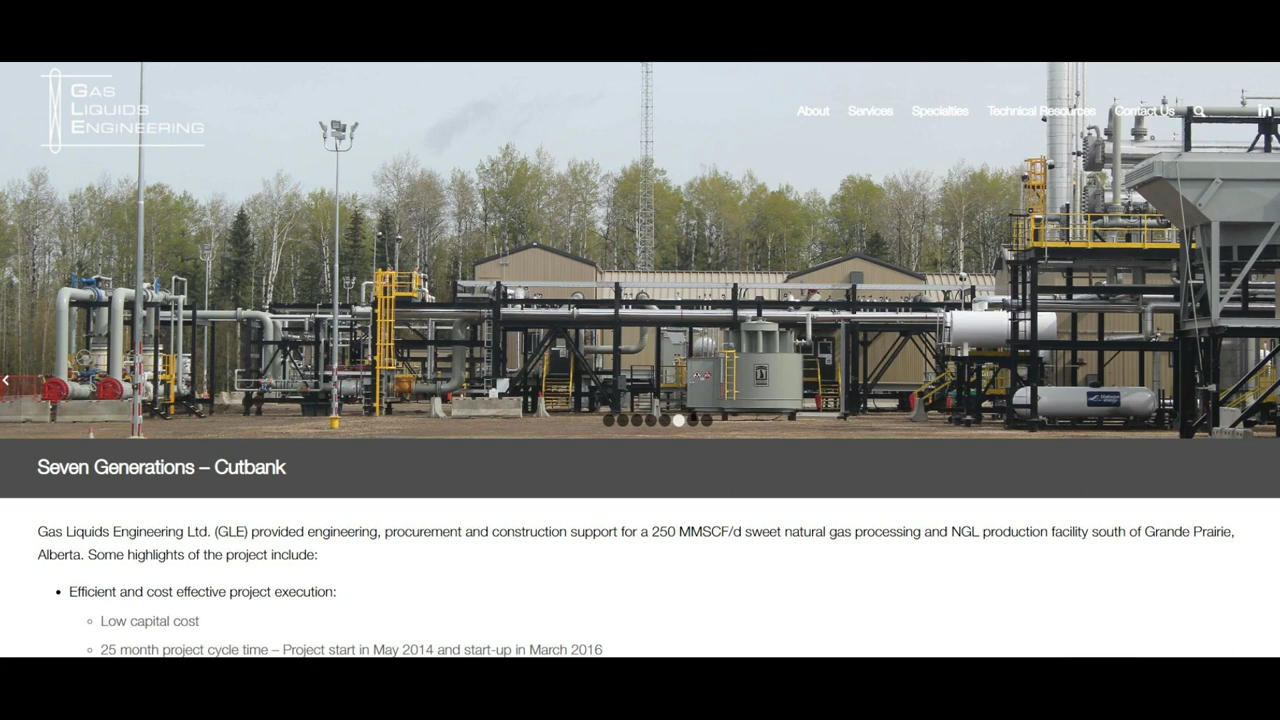 GAS
LIQUIDS
ENGINEERING
About Services Specialties Technical Resources Contact Us in
Seven Generations – Cutbank
Gas Liquids Engineering Ltd. (GLE) provided engineering, procurement and construction support for a 250 MMSCF/d sweet natural gas processing and NGL production facility south of Grande Prairie,
Alberta. Some highlights of the project include:
• Efficient and cost effective project execution:
◦ Low capital cost
◦ 25 month project cycle time – Project start in May 2014 and start-up in March 2016